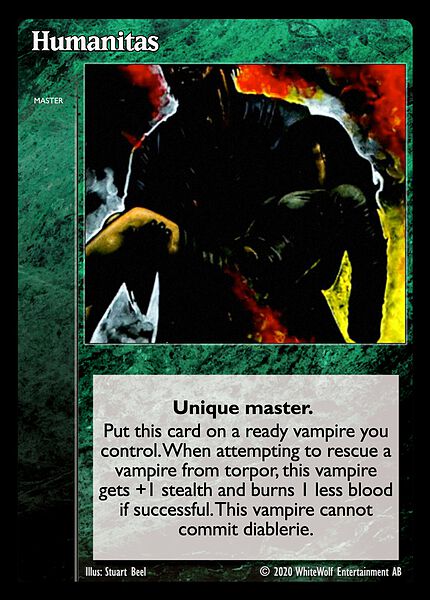 Humanitas
MASTER
Unique master.
Put this card on a ready vampire you
control. When attempting to rescue a
vampire from torpor, this vampire
gets +1 stealth and burns 1 less blood
if successful. This vampire cannot
commit diablerie.
Illus: Stuart Beel
© 2020 WhiteWolf Entertainment AB